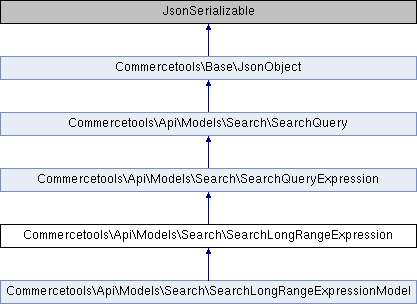 JsonSerializable
Commercetools\Base\JsonObject
Commercetools\Api\Models\Search\SearchQuery
Commercetools\Api\Models\Search\SearchQueryExpression
Commercetools\Api\Models\Search\SearchLongRangeExpression
Commercetools\Api\Models\Search\SearchLongRangeExpressionModel